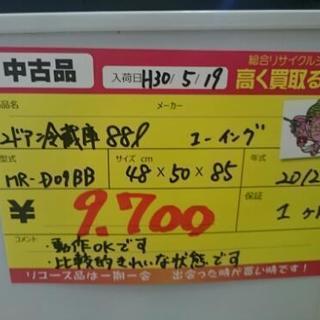 中古品
入荷日 H30/5/19
総合リサイクルシ
高く買取る
品名
メーカー
2ドア冷蔵庫 88ℓ
ユーイング
型式
サイズ cm
年式
MR-D09BB
48×50×85
2012
保証
¥ 9,700
1ヶ
コメント
・動作OKです
・比較的きれいな状態です
リユース品は一期一会 出会った時が買い時です!